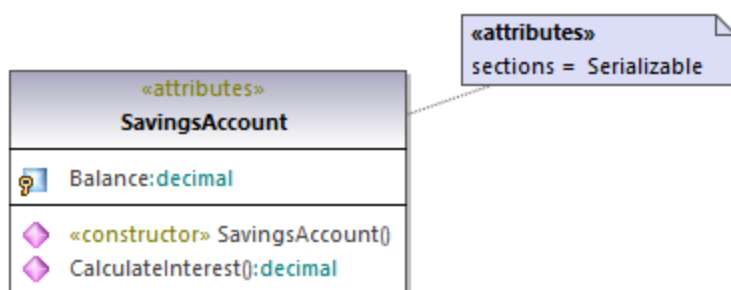 «attributes»
sections = Serializable
«attributes»
SavingsAccount
Balance:decimal
«constructor» SavingsAccount()
CalculateInterest():decimal